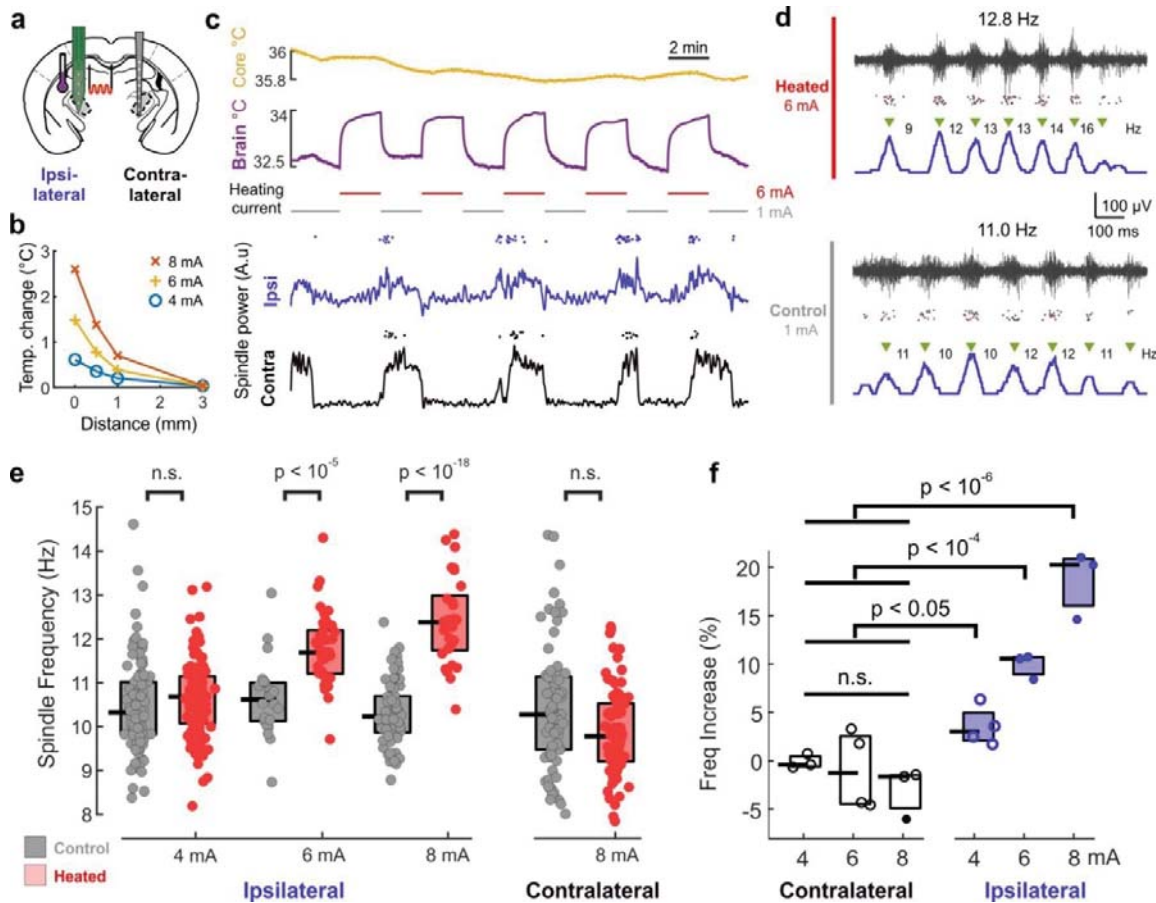 a
Ipsi-
lateral
Contra-
lateral
b
Temp. change (°C)
3
2
1
0
8 mA
6 mA
4 mA
0
1
2
3
Distance (mm)
c
Core °C
36
35.8
2 min
Brain °C
34
32.5
Heating
current
6 mA
1 mA
Spindle power (A.u)
Ipsi
Contra
d
Heated
6 mA
12.8 Hz
9 12 13 13 14 16 Hz
100 µV
100 ms
Control
1 mA
11.0 Hz
11 10 10 12 12 11 Hz
e
n.s.
p < 10-5
p < 10-18
n.s.
Spindle Frequency (Hz)
15
14
13
12
11
10
9
8
4 mA
6 mA
8 mA
8 mA
Control
Heated
Ipsilateral
Contralateral
f
p < 10-6
p < 10-4
p < 0.05
n.s.
Freq Increase (%)
20
15
10
5
0
-5
4 6 8
4 6 8 mA
Contralateral
Ipsilateral